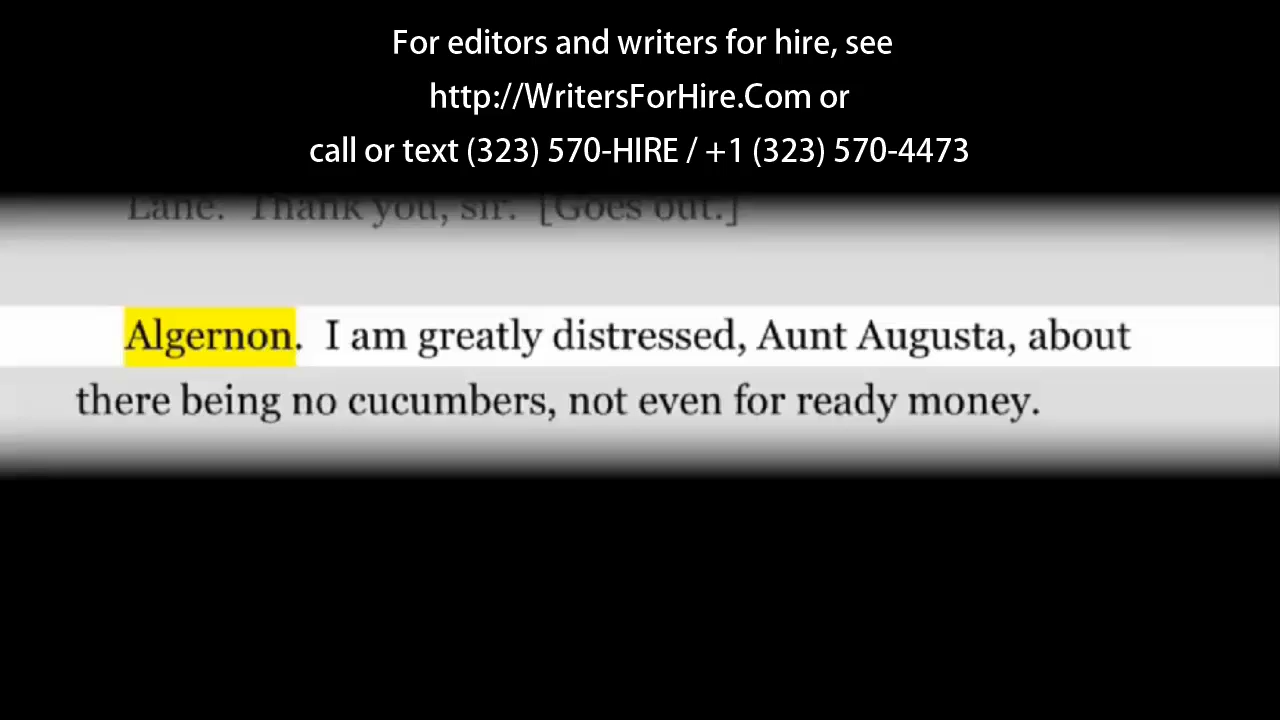 For editors and writers for hire, see
http://WritersForHire.Com or
call or text (323) 570-HIRE / +1 (323) 570-4473
Lane.  Thank you, sir.  [Goes out.]
Algernon.  I am greatly distressed, Aunt Augusta, about
there being no cucumbers, not even for ready money.